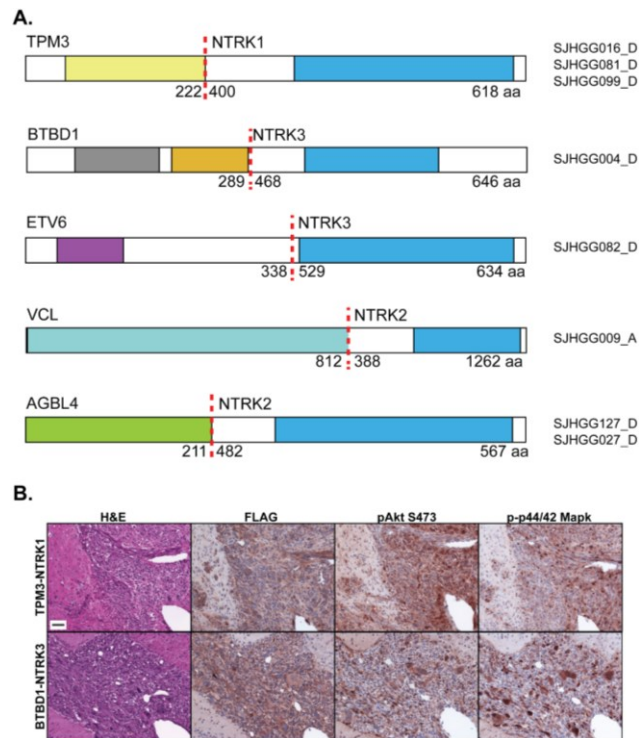 A.
TPM3 NTRK1
222 400 618 aa
SJHGG016_D
SJHGG081_D
SJHGG099_D
BTBD1 NTRK3
289 468 646 aa
SJHGG004_D
ETV6 NTRK3
338 529 634 aa
SJHGG082_D
VCL NTRK2
812 388 1262 aa
SJHGG009_A
AGBL4 NTRK2
211 482 567 aa
SJHGG127_D
SJHGG027_D
B.
H&E FLAG pAkt S473 p-p44/42 Mapk
TPM3-NTRK1
BTBD1-NTRK3